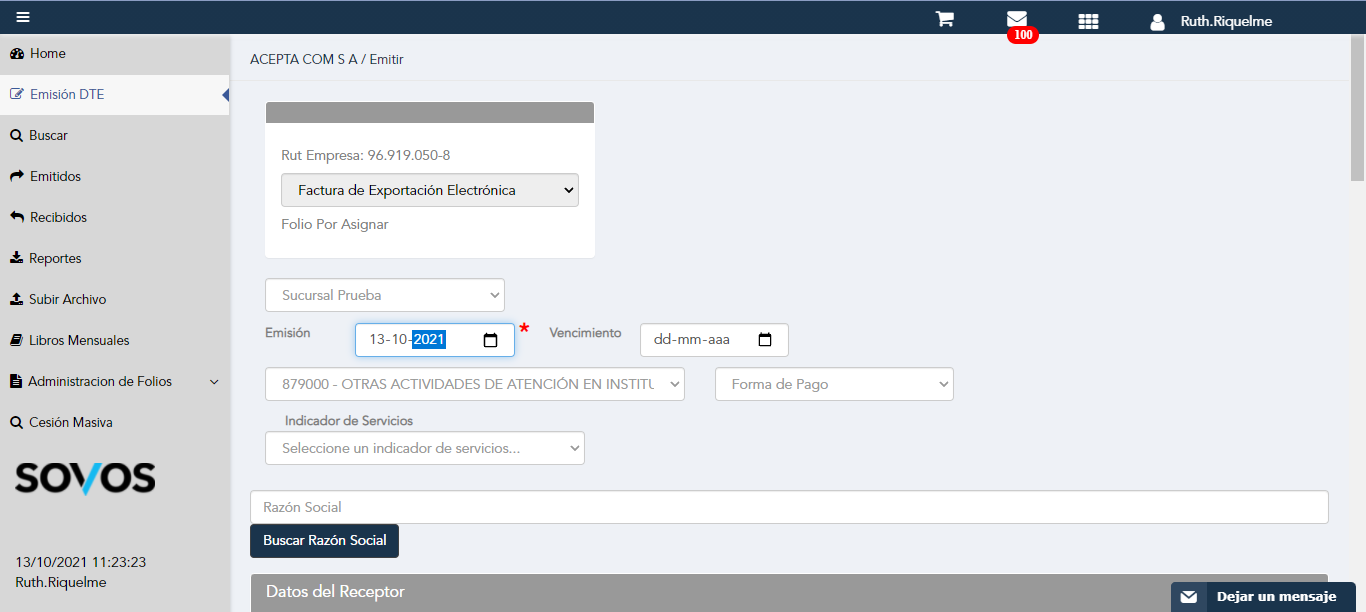 Ruth.Riquelme
100
Home
Emisión DTE
Buscar
Emitidos
Recibidos
Reportes
Subir Archivo
Libros Mensuales
Administracion de Folios
Cesión Masiva
SOVOS
13/10/2021 11:23:23
Ruth.Riquelme
ACEPTA COM S A / Emitir
Rut Empresa: 96.919.050-8
Factura de Exportación Electrónica
Folio Por Asignar
Sucursal Prueba
Emisión 13-10-2021 * Vencimiento dd-mm-aaa
879000 - OTRAS ACTIVIDADES DE ATENCIÓN EN INSTITU Forma de Pago
Indicador de Servicios
Seleccione un indicador de servicios...
Razón Social
Buscar Razón Social
Datos del Receptor
Dejar un mensaje